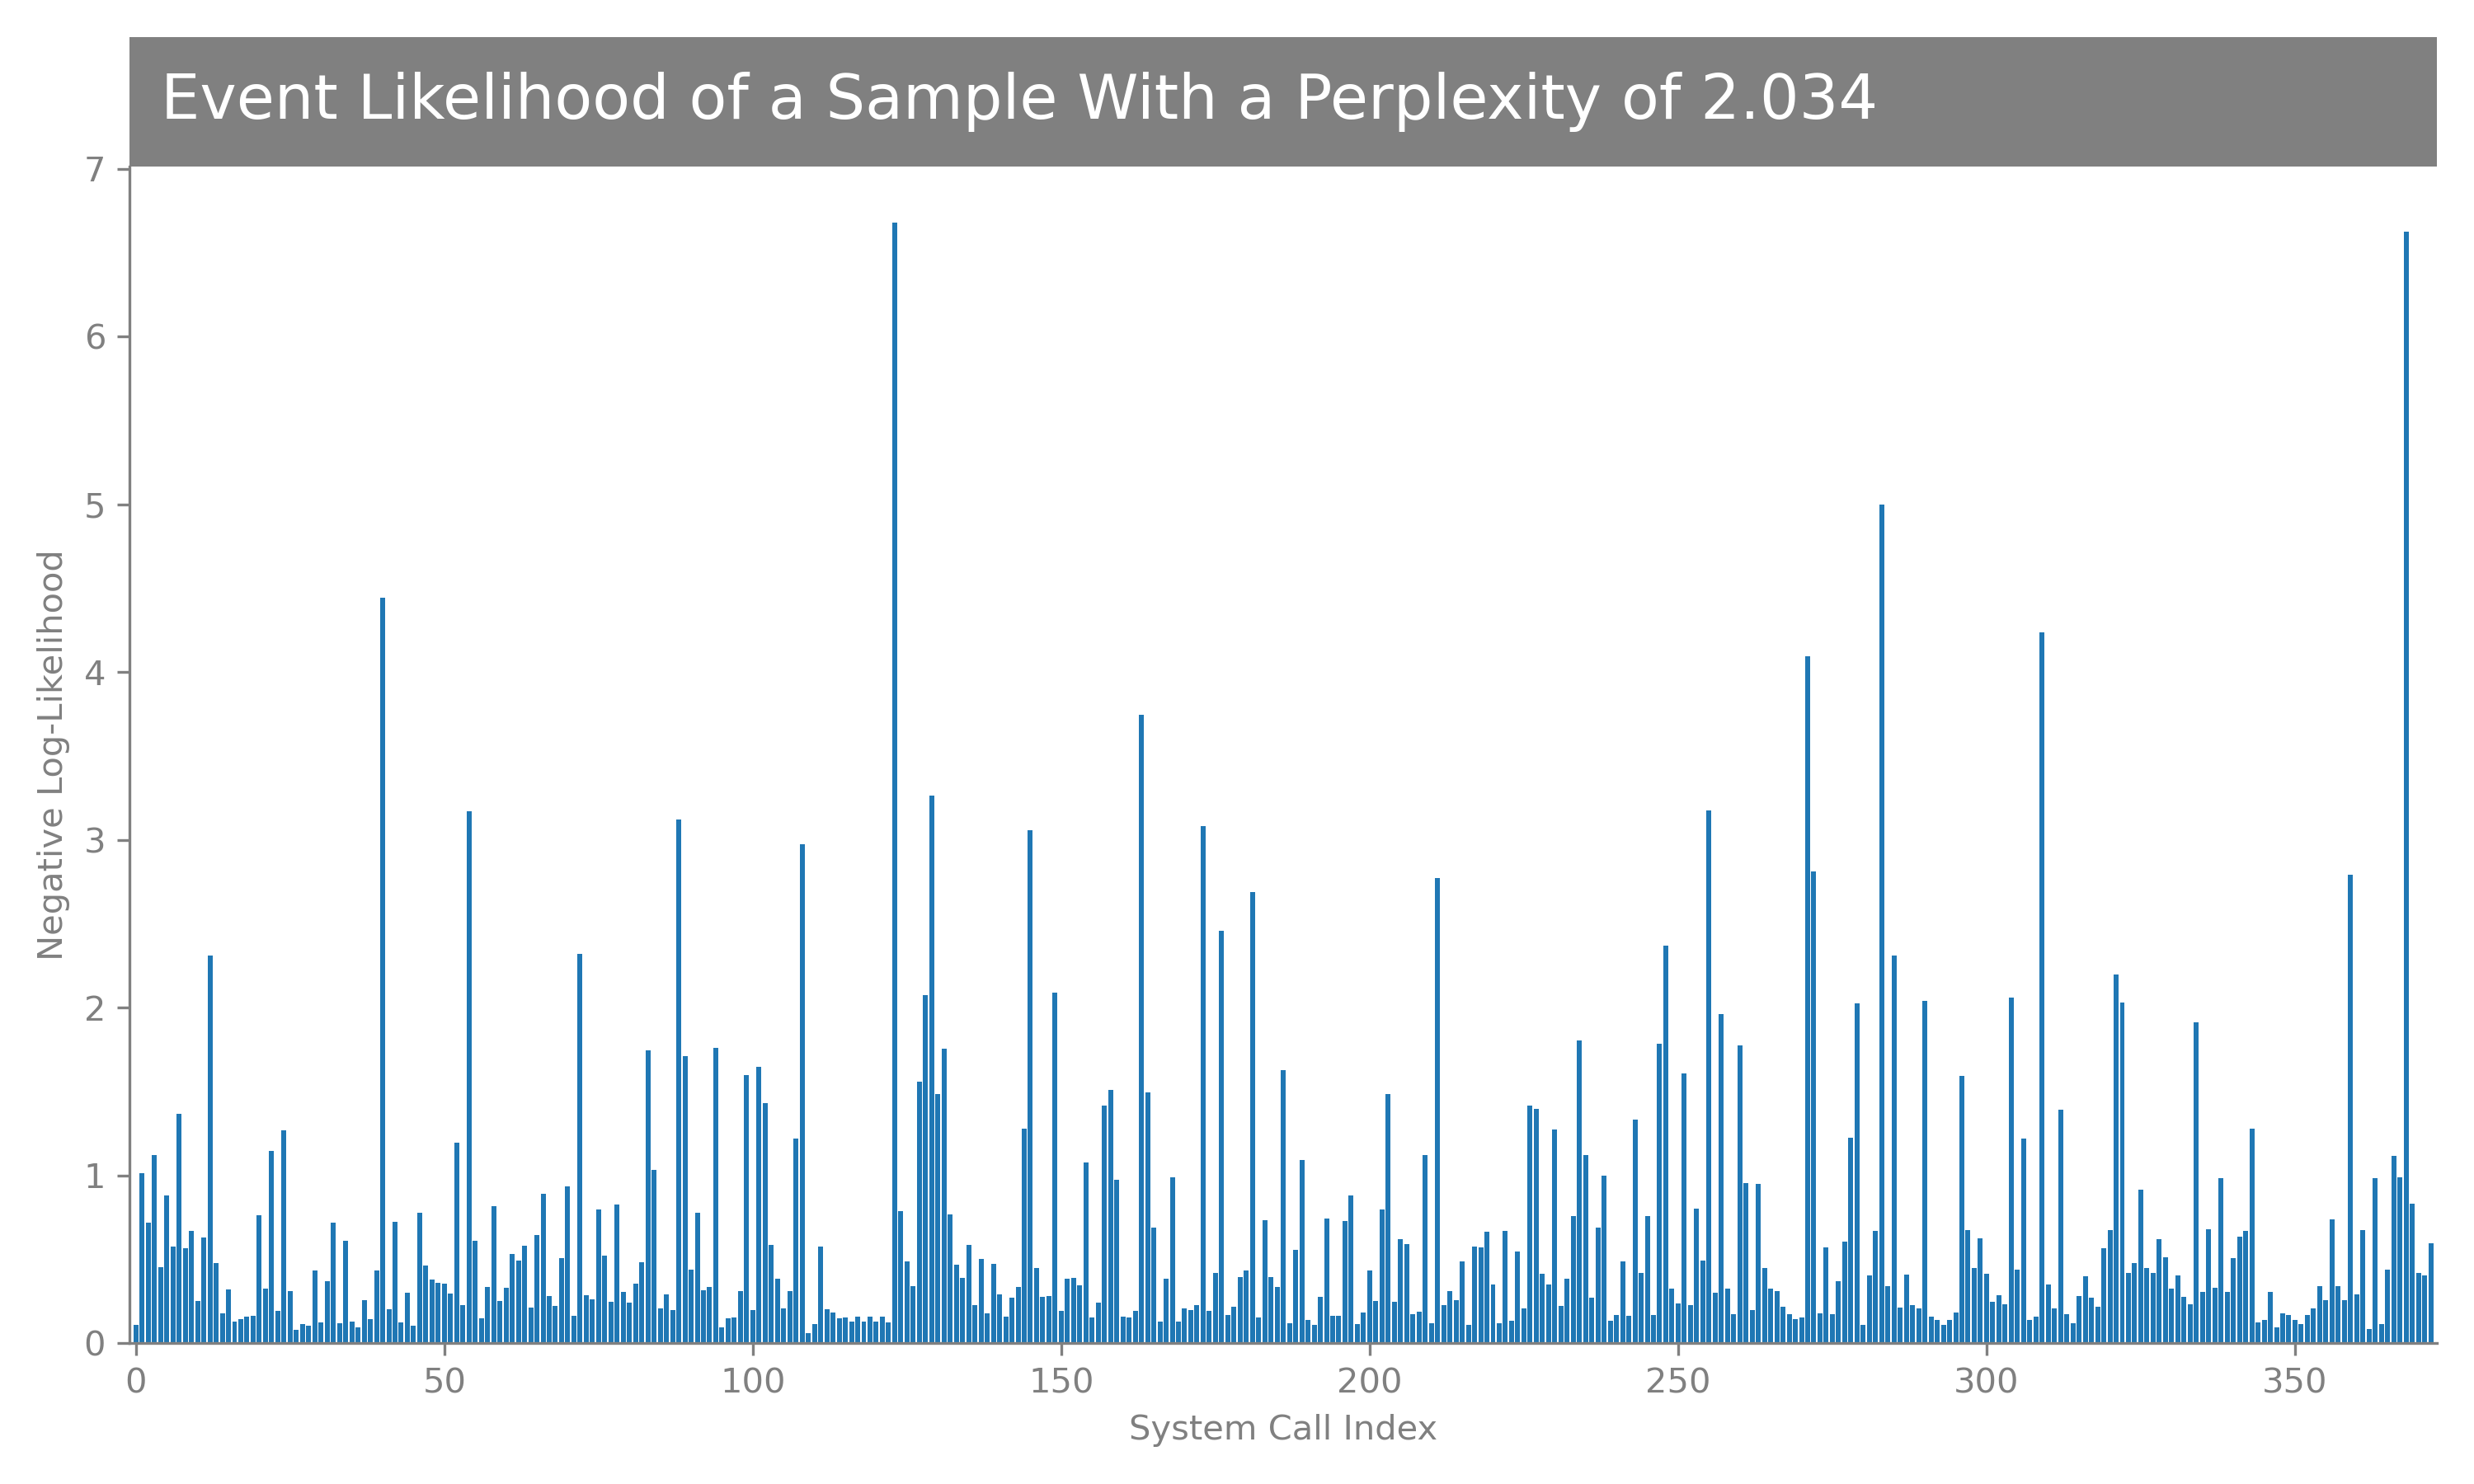 Event Likelihood of a Sample With a Perplexity of 2.034
7
6
5
4
3
2
1
0
Negative Log-Likelihood
0 50 100 150 200 250 300 350
System Call Index